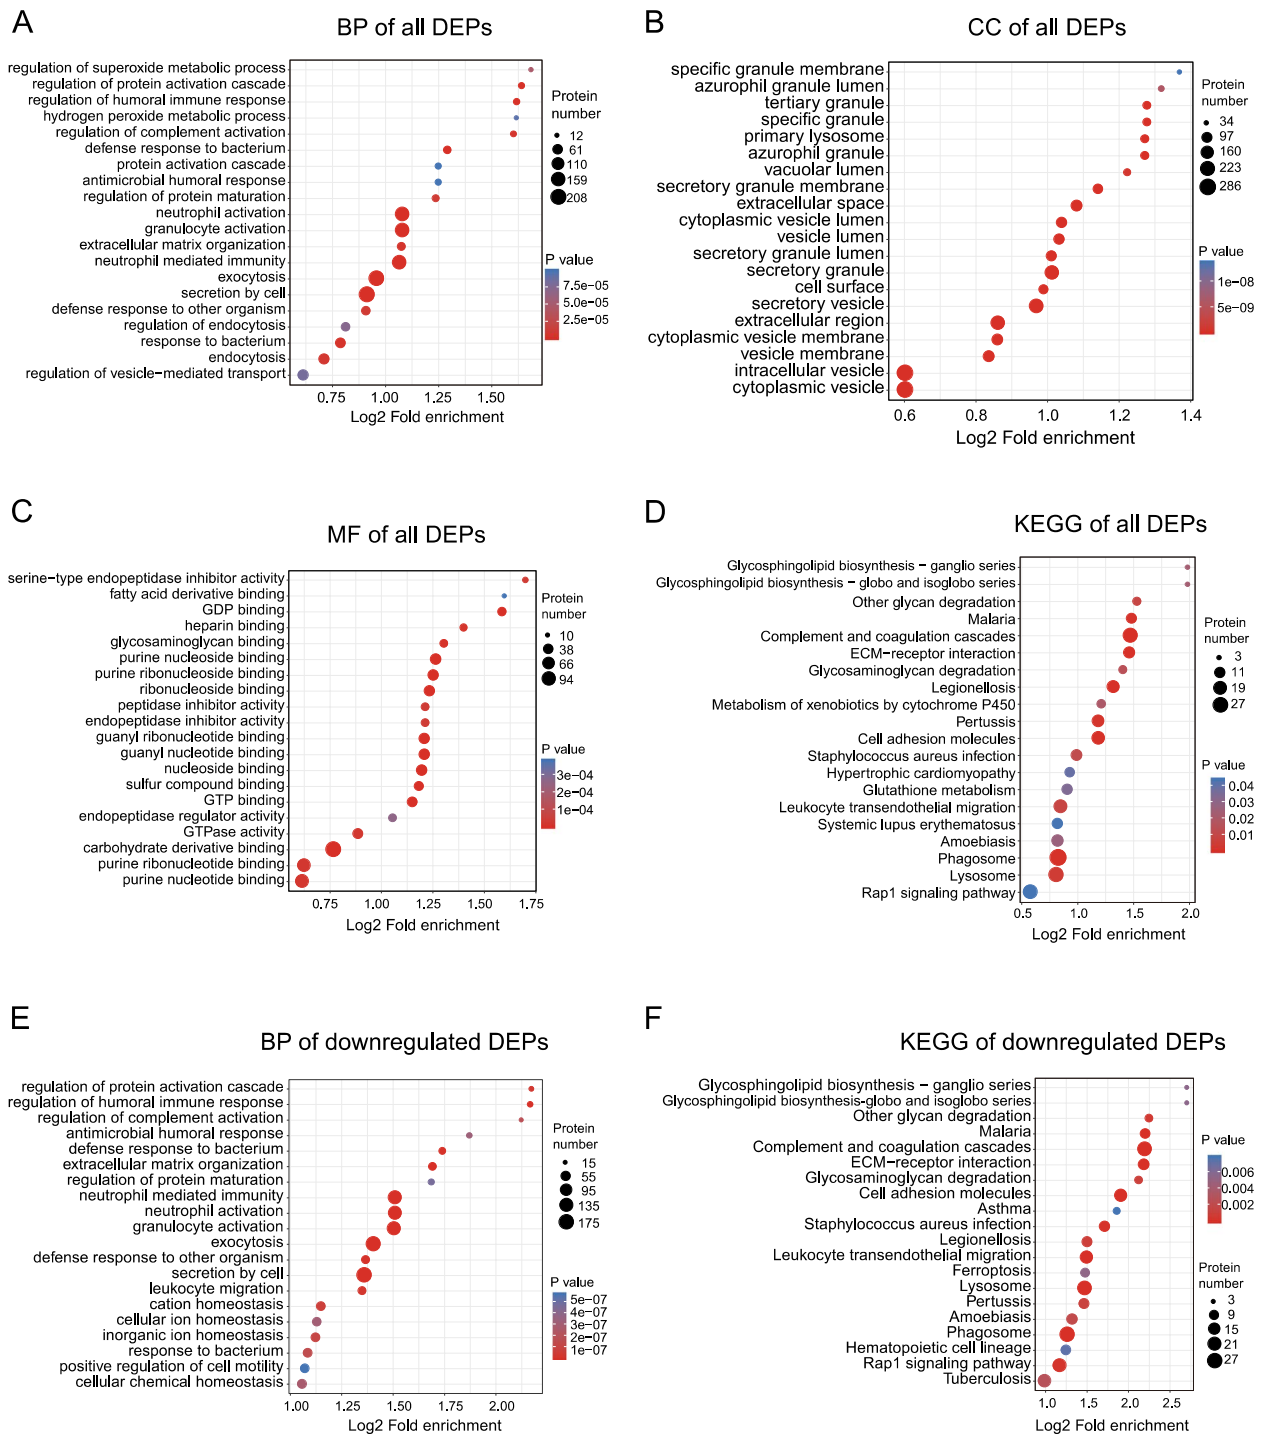 A
BP of all DEPs
regulation of superoxide metabolic process
regulation of protein activation cascade
regulation of humoral immune response
hydrogen peroxide metabolic process
regulation of complement activation
defense response to bacterium
protein activation cascade
antimicrobial humoral response
regulation of protein maturation
neutrophil activation
granulocyte activation
extracellular matrix organization
neutrophil mediated immunity
exocytosis
secretion by cell
defense response to other organism
regulation of endocytosis
response to bacterium
endocytosis
regulation of vesicle−mediated transport
0.75 1.00 1.25 1.50
Log2 Fold enrichment
Protein
number
12
61
110
159
208
P value
7.5e−05
5.0e−05
2.5e−05
B
CC of all DEPs
specific granule membrane
azurophil granule lumen
tertiary granule
specific granule
primary lysosome
azurophil granule
vacuolar lumen
secretory granule membrane
extracellular space
cytoplasmic vesicle lumen
vesicle lumen
secretory granule lumen
secretory granule
cell surface
secretory vesicle
extracellular region
cytoplasmic vesicle membrane
vesicle membrane
intracellular vesicle
cytoplasmic vesicle
0.6 0.8 1.0 1.2 1.4
Log2 Fold enrichment
Protein
number
34
97
160
223
286
P value
1e−08
5e−09
C
MF of all DEPs
serine−type endopeptidase inhibitor activity
fatty acid derivative binding
GDP binding
heparin binding
glycosaminoglycan binding
purine nucleoside binding
purine ribonucleoside binding
ribonucleoside binding
peptidase inhibitor activity
endopeptidase inhibitor activity
guanyl ribonucleotide binding
guanyl nucleotide binding
nucleoside binding
sulfur compound binding
GTP binding
endopeptidase regulator activity
GTPase activity
carbohydrate derivative binding
purine ribonucleotide binding
purine nucleotide binding
0.75 1.00 1.25 1.50 1.75
Log2 Fold enrichment
Protein
number
10
38
66
94
P value
3e−04
2e−04
1e−04
D
KEGG of all DEPs
Glycosphingolipid biosynthesis − ganglio series
Glycosphingolipid biosynthesis − globo and isoglobo series
Other glycan degradation
Malaria
Complement and coagulation cascades
ECM−receptor interaction
Glycosaminoglycan degradation
Legionellosis
Metabolism of xenobiotics by cytochrome P450
Pertussis
Cell adhesion molecules
Staphylococcus aureus infection
Hypertrophic cardiomyopathy
Glutathione metabolism
Leukocyte transendothelial migration
Systemic lupus erythematosus
Amoebiasis
Phagosome
Lysosome
Rap1 signaling pathway
0.5 1.0 1.5 2.0
Log2 Fold enrichment
Protein
number
3
11
19
27
P value
0.04
0.03
0.02
0.01
E
BP of downregulated DEPs
regulation of protein activation cascade
regulation of humoral immune response
regulation of complement activation
antimicrobial humoral response
defense response to bacterium
extracellular matrix organization
regulation of protein maturation
neutrophil mediated immunity
neutrophil activation
granulocyte activation
exocytosis
defense response to other organism
secretion by cell
leukocyte migration
cation homeostasis
cellular ion homeostasis
inorganic ion homeostasis
response to bacterium
positive regulation of cell motility
cellular chemical homeostasis
1.00 1.25 1.50 1.75 2.00
Log2 Fold enrichment
Protein
number
15
55
95
135
175
P value
5e−07
4e−07
3e−07
2e−07
1e−07
F
KEGG of downregulated DEPs
Glycosphingolipid biosynthesis − ganglio series
Glycosphingolipid biosynthesis-globo and isoglobo series
Other glycan degradation
Malaria
Complement and coagulation cascades
ECM−receptor interaction
Glycosaminoglycan degradation
Cell adhesion molecules
Asthma
Staphylococcus aureus infection
Legionellosis
Leukocyte transendothelial migration
Ferroptosis
Lysosome
Pertussis
Amoebiasis
Phagosome
Hematopoietic cell lineage
Rap1 signaling pathway
Tuberculosis
1.0 1.5 2.0 2.5
Log2 Fold enrichment
P value
0.006
0.004
0.002
Protein
number
3
9
15
21
27